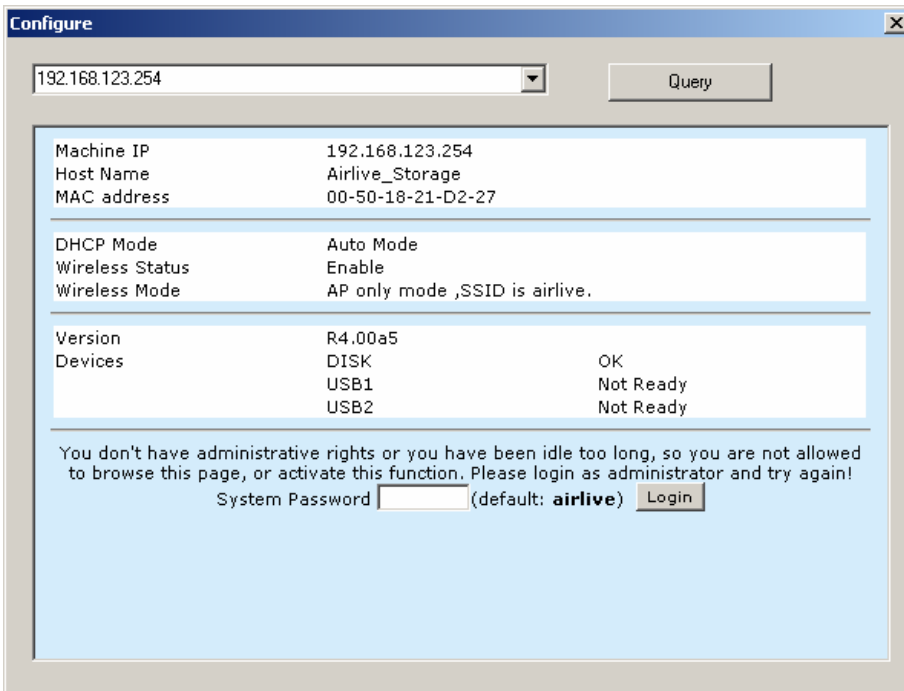 Configure
192.168.123.254
Query
Machine IP 192.168.123.254
Host Name Airlive_Storage
MAC address 00-50-18-21-D2-27
DHCP Mode Auto Mode
Wireless Status Enable
Wireless Mode AP only mode ,SSID is airlive.
Version R4.00a5
Devices DISK OK
USB1 Not Ready
USB2 Not Ready
You don't have administrative rights or you have been idle too long, so you are not allowed
to browse this page, or activate this function. Please login as administrator and try again!
System Password (default: airlive) Login